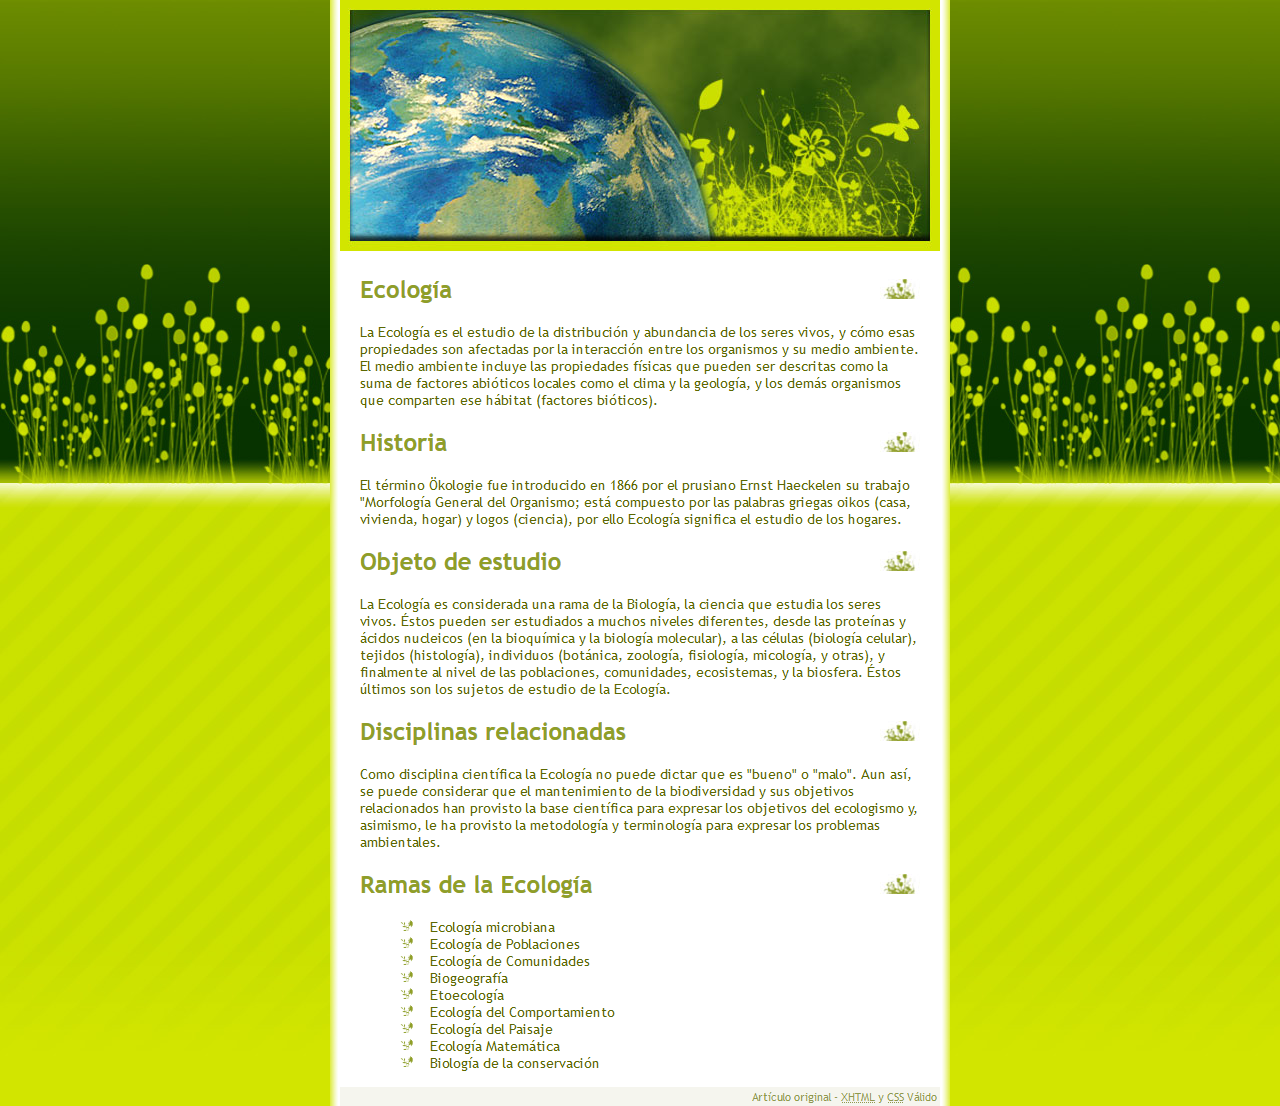 Ecología
La Ecología es el estudio de la distribución y abundancia de los seres vivos, y cómo esas
propiedades son afectadas por la interacción entre los organismos y su medio ambiente.
El medio ambiente incluye las propiedades físicas que pueden ser descritas como la
suma de factores abióticos locales como el clima y la geología, y los demás organismos
que comparten ese hábitat (factores bióticos).
Historia
El término Ökologie fue introducido en 1866 por el prusiano Ernst Haeckelen su trabajo
"Morfología General del Organismo; está compuesto por las palabras griegas oikos (casa,
vivienda, hogar) y logos (ciencia), por ello Ecología significa el estudio de los hogares.
Objeto de estudio
La Ecología es considerada una rama de la Biología, la ciencia que estudia los seres
vivos. Éstos pueden ser estudiados a muchos niveles diferentes, desde las proteínas y
ácidos nucleicos (en la bioquímica y la biología molecular), a las células (biología celular),
tejidos (histología), individuos (botánica, zoología, fisiología, micología, y otras), y
finalmente al nivel de las poblaciones, comunidades, ecosistemas, y la biosfera. Éstos
últimos son los sujetos de estudio de la Ecología.
Disciplinas relacionadas
Como disciplina científica la Ecología no puede dictar que es "bueno" o "malo". Aun así,
se puede considerar que el mantenimiento de la biodiversidad y sus objetivos
relacionados han provisto la base científica para expresar los objetivos del ecologismo y,
asimismo, le ha provisto la metodología y terminología para expresar los problemas
ambientales.
Ramas de la Ecología
Ecología microbiana
Ecología de Poblaciones
Ecología de Comunidades
Biogeografía
Etoecología
Ecología del Comportamiento
Ecología del Paisaje
Ecología Matemática
Biología de la conservación
Artículo original - XHTML y CSS Válido